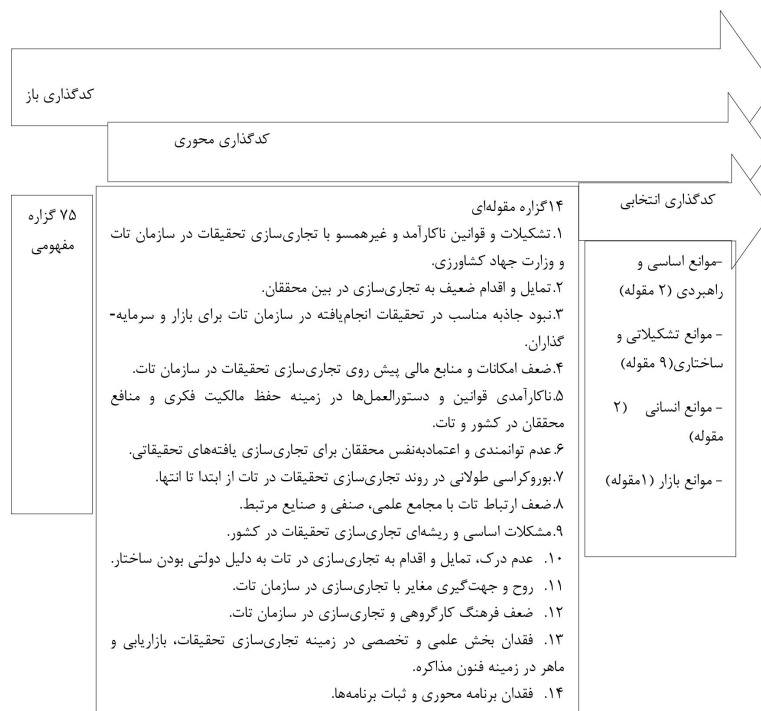 کدگذاری باز
کدگذاری محوری
کدگذاری انتخابی
۷۵ گزاره
مفهومی
۱۴گزاره مقوله‌ای
۱.تشکیلات و قوانین ناکارآمد و غیرهمسو با تجاری‌سازی تحقیقات در سازمان تات
و وزارت جهاد کشاورزی.
۲.تمایل و اقدام ضعیف به تجاری‌سازی در بین محققان.
۳.نبود جاذبه مناسب در تحقیقات انجام‌یافته در سازمان تات برای بازار و سرمایه-
گذاران.
۴.ضعف امکانات و منابع مالی پیش روی تجاری‌سازی تحقیقات در سازمان تات.
۵.ناکارآمدی قوانین و دستورالعمل‌ها در زمینه حفظ مالکیت فکری و منافع
محققان در کشور و تات.
۶.عدم توانمندی و اعتمادبه‌نفس محققان برای تجاری‌سازی یافته‌های تحقیقاتی.
۷.بوروکراسی طولانی در روند تجاری‌سازی تحقیقات در تات از ابتدا تا انتها.
۸.ضعف ارتباط تات با مجامع علمی، صنفی و صنایع مرتبط.
۹.مشکلات اساسی و ریشه‌ای تجاری‌سازی تحقیقات در کشور.
۱۰. عدم درک، تمایل و اقدام به تجاری‌سازی در تات به دلیل دولتی بودن ساختار.
۱۱. روح و جهت‌گیری مغایر با تجاری‌سازی در سازمان تات.
۱۲. ضعف فرهنگ کارگروهی و تجاری‌سازی در سازمان تات.
۱۳. فقدان بخش علمی و تخصصی در زمینه تجاری‌سازی تحقیقات، بازاریابی و
ماهر در زمینه فنون مذاکره.
۱۴. فقدان برنامه محوری و ثبات برنامه‌ها.
-موانع اساسی و
راهبردی (۲ مقوله)
- موانع تشکیلاتی و
ساختاری(۹ مقوله)
- موانع انسانی (۲
مقوله)
- موانع بازار (۱مقوله)